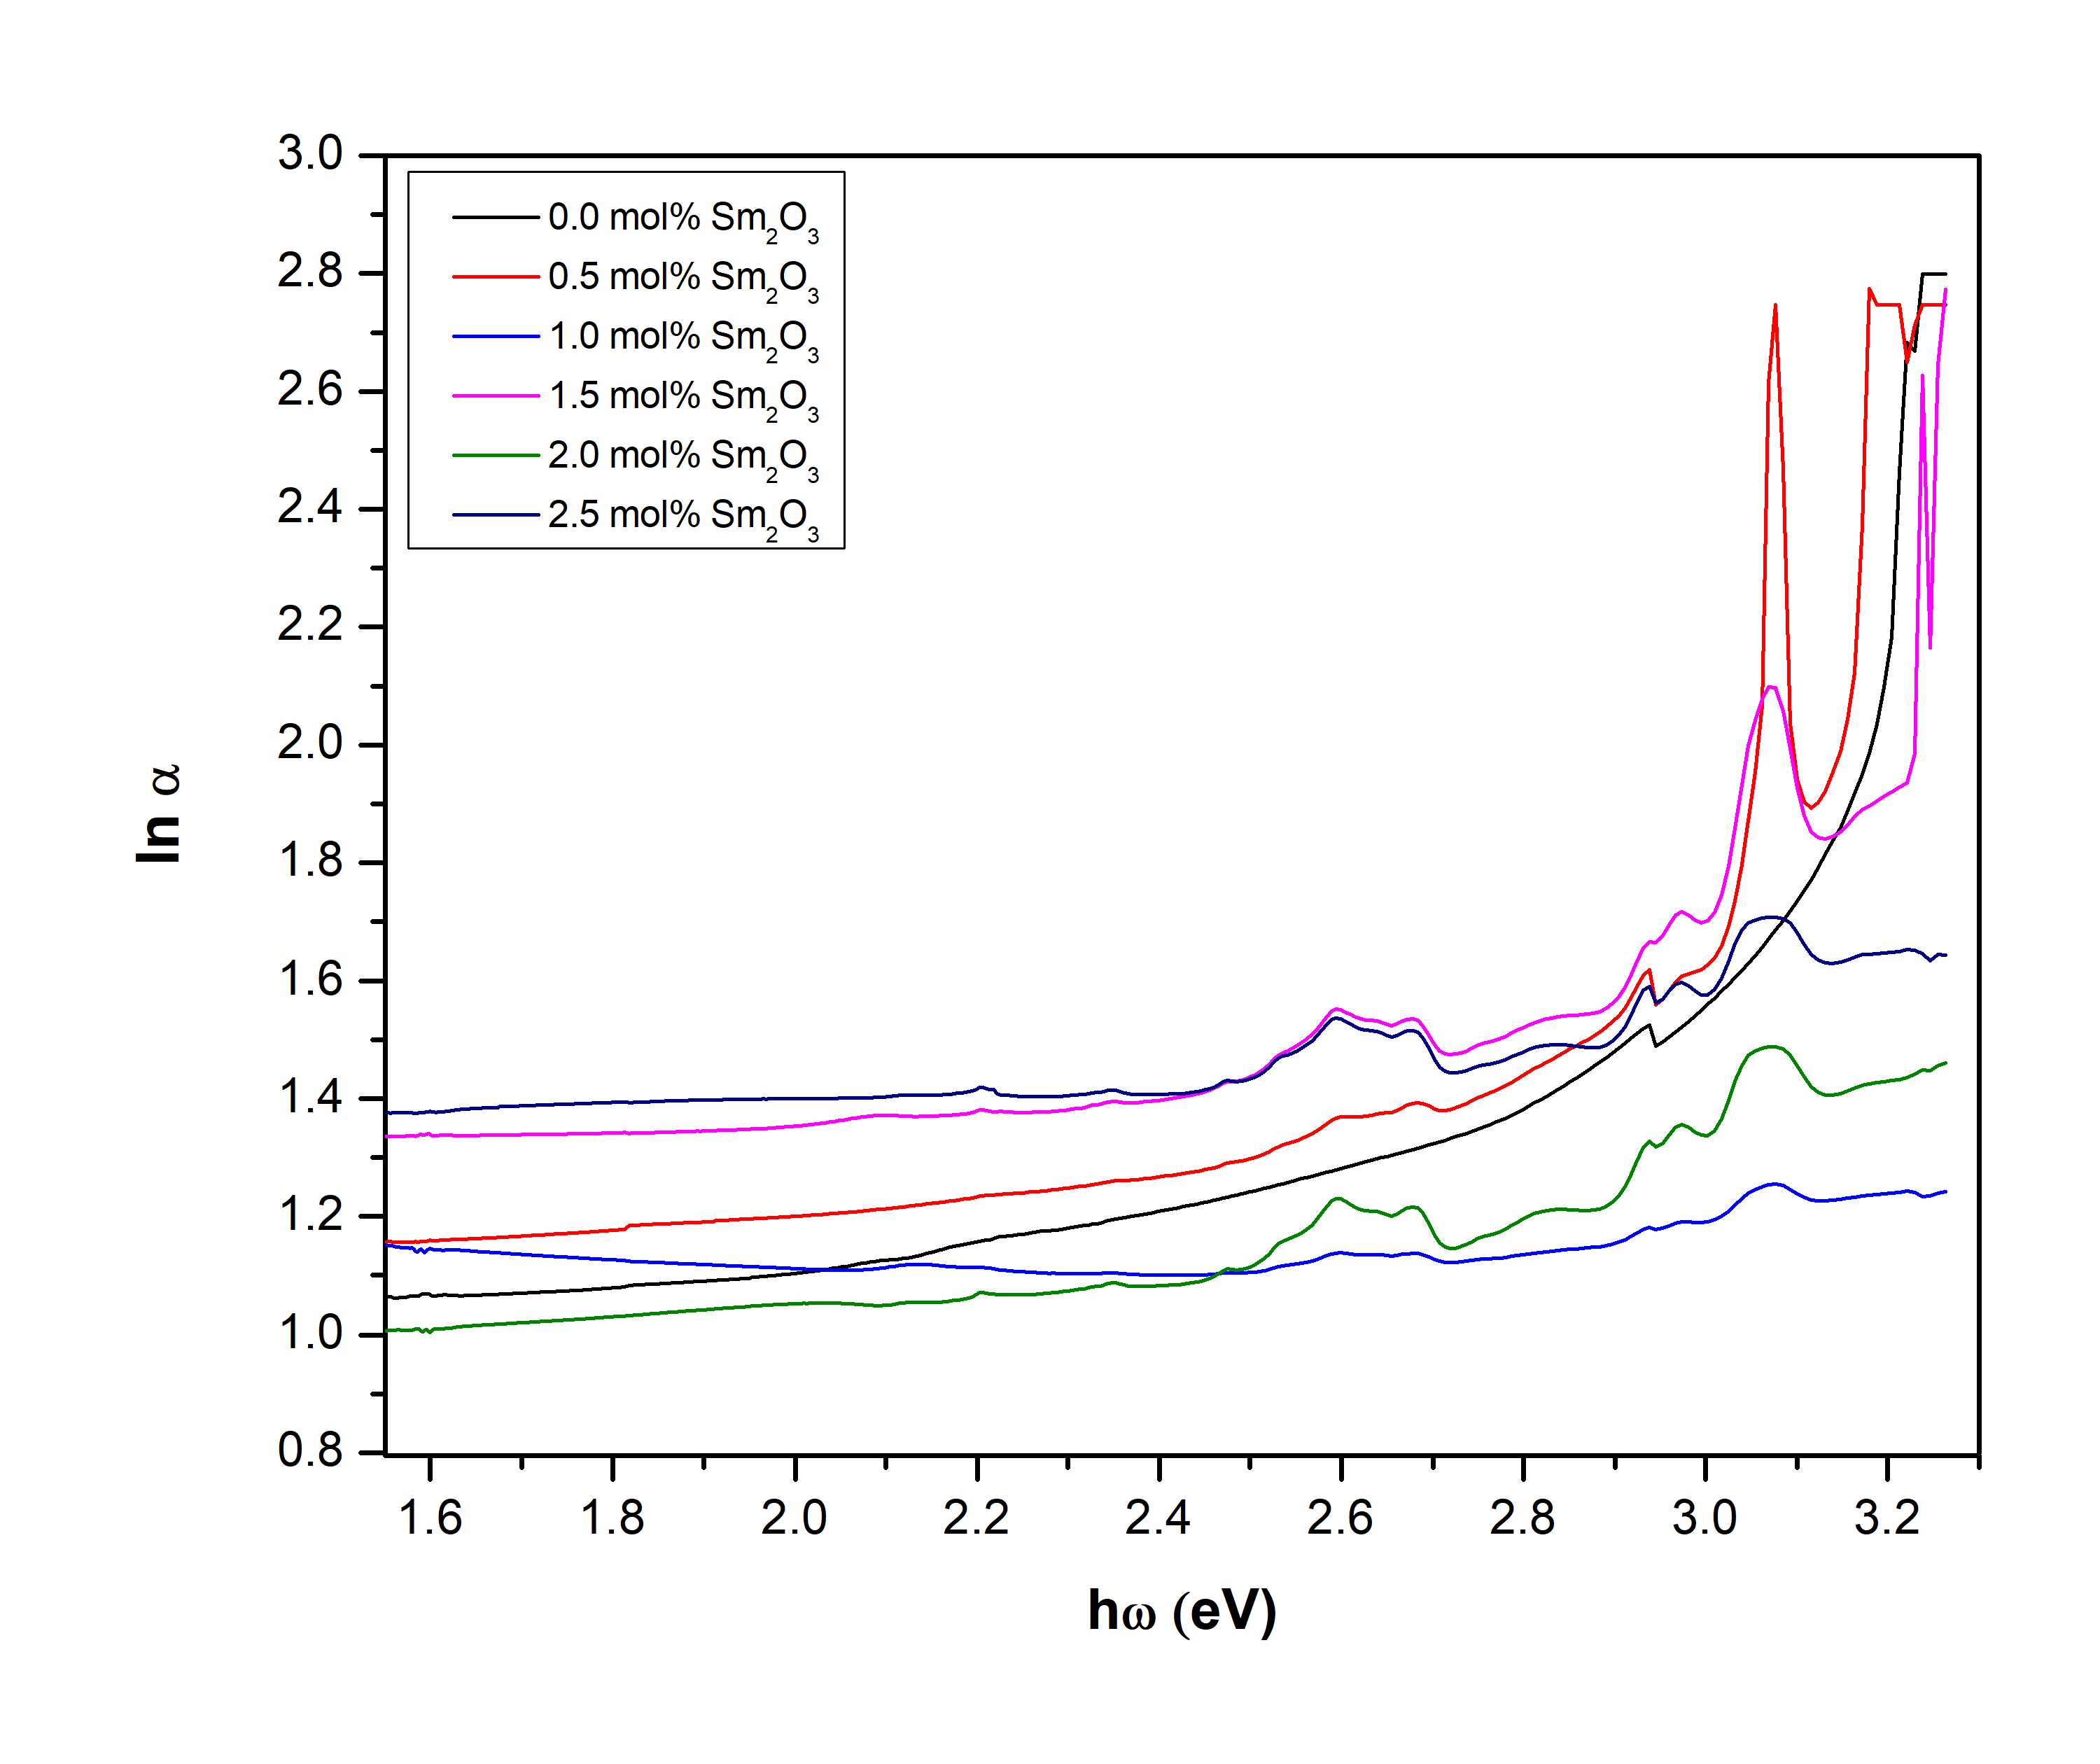 3.0
2.8
2.6
2.4
2.2
2.0
1.8
1.6
1.4
1.2
1.0
0.8
ln α
0.0 mol% Sm₂O₃
0.5 mol% Sm₂O₃
1.0 mol% Sm₂O₃
1.5 mol% Sm₂O₃
2.0 mol% Sm₂O₃
2.5 mol% Sm₂O₃
1.6 1.8 2.0 2.2 2.4 2.6 2.8 3.0 3.2
hω (eV)